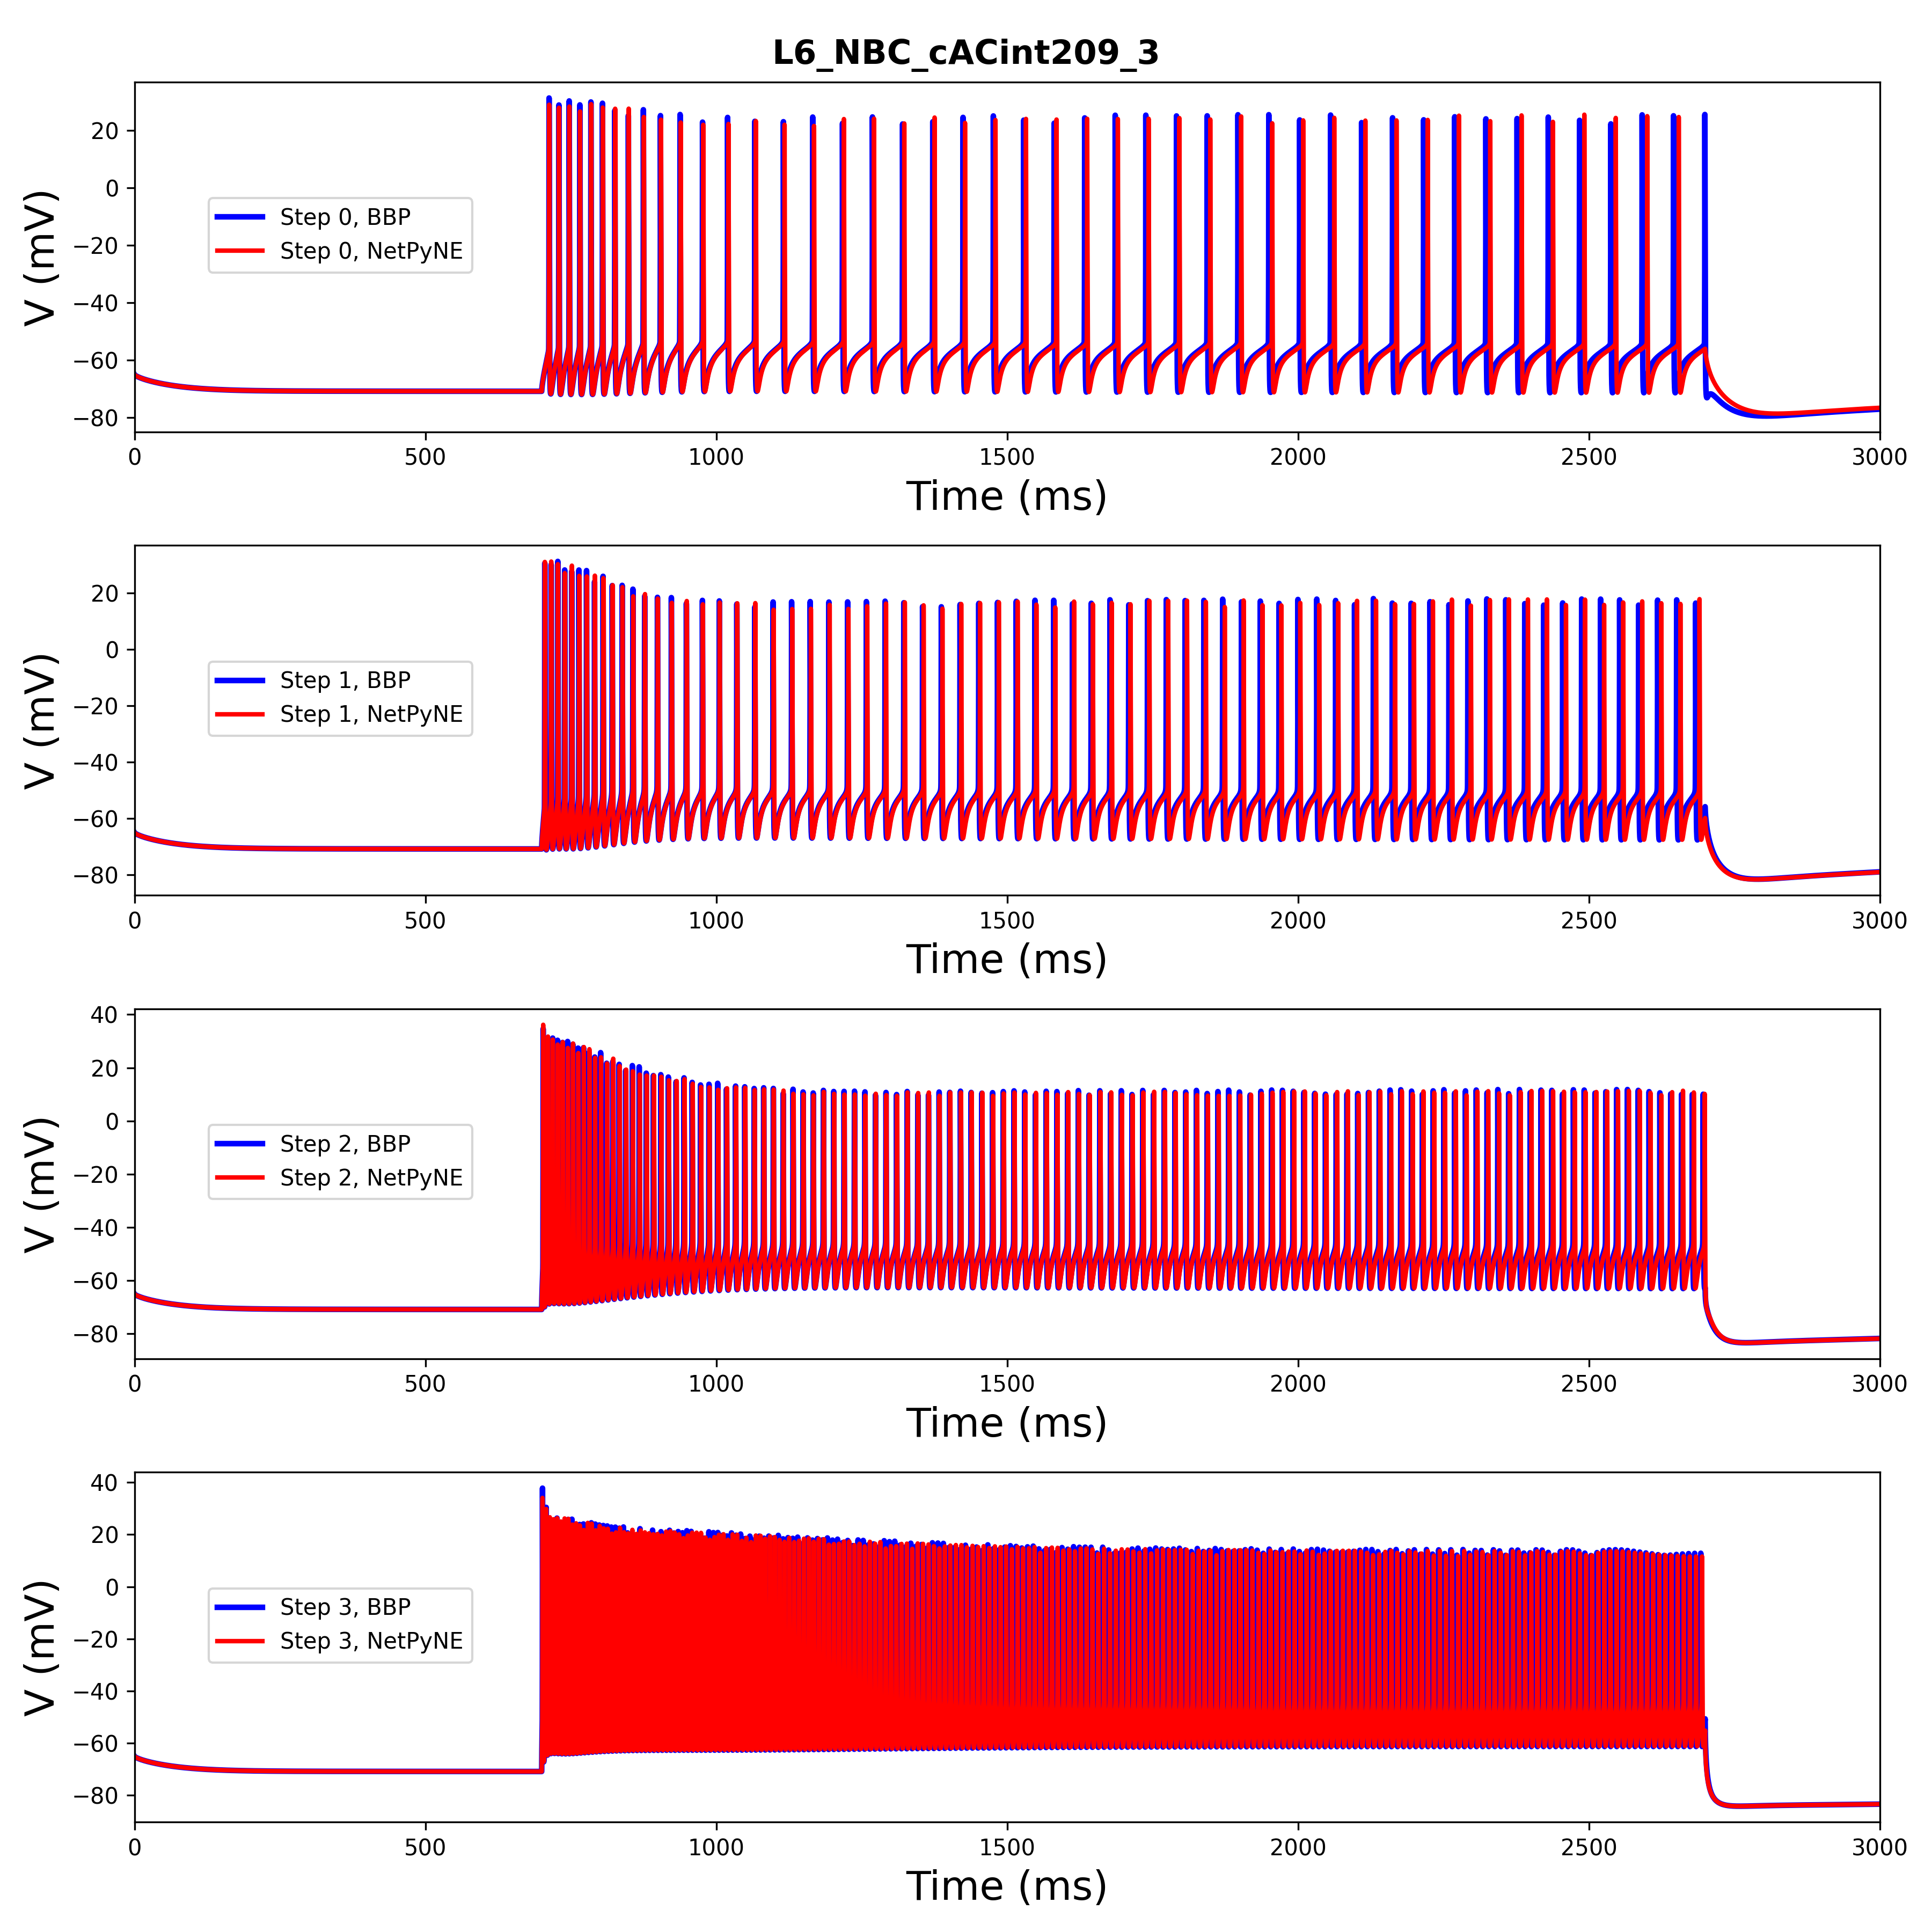 L6_NBC_cACint209_3
20
0
−20
−40
−60
−80
V (mV)
Step 0, BBP
Step 0, NetPyNE
0 500 1000 1500 2000 2500 3000
Time (ms)
20
0
−20
−40
−60
−80
V (mV)
Step 1, BBP
Step 1, NetPyNE
0 500 1000 1500 2000 2500 3000
Time (ms)
40
20
0
−20
−40
−60
−80
V (mV)
Step 2, BBP
Step 2, NetPyNE
0 500 1000 1500 2000 2500 3000
Time (ms)
40
20
0
−20
−40
−60
−80
V (mV)
Step 3, BBP
Step 3, NetPyNE
0 500 1000 1500 2000 2500 3000
Time (ms)